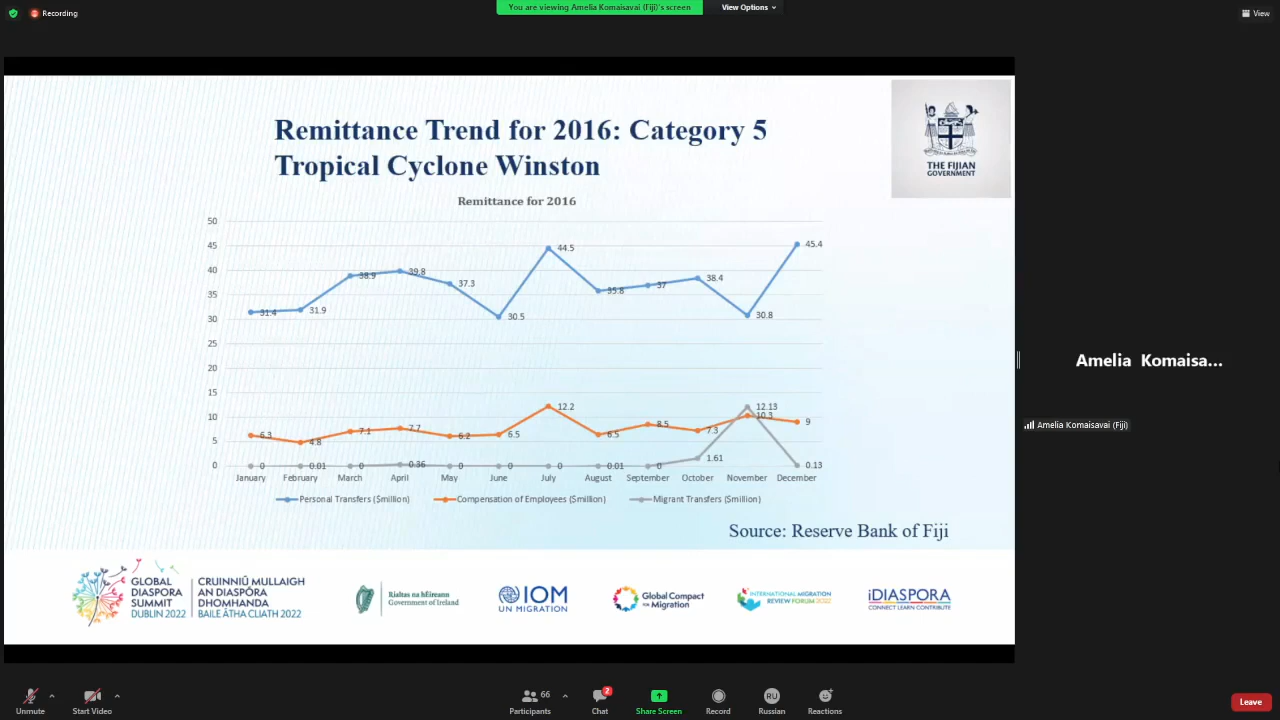 Recording
You are viewing Amelia Komaisavai (Fiji)'s screen
View Options
View
Remittance Trend for 2016: Category 5
Tropical Cyclone Winston
THE FIJIAN
GOVERNMENT
Remittance for 2016
50
45
40
35
30
25
20
15
10
5
0
31.4
31.9
38.9
39.8
37.3
30.5
44.5
35.8
37
38.4
30.8
45.4
6.3
4.8
7.1
7.7
6.2
6.5
12.2
6.5
8.5
7.3
10.3
9
0
0.01
0
0.36
0
0
0
0.01
0
1.61
12.13
0.13
January February March April May June July August September October November December
Personal Transfers ($million) Compensation of Employees ($million) Migrant Transfers ($million)
Source: Reserve Bank of Fiji
GLOBAL
DIASPORA
SUMMIT
DUBLIN 2022
CRUINNIÚ MULLAIGH
AN DIASPÓRA
DHOMHANDA
BAILE ÁTHA CLIATH 2022
Rialtas na hÉireann
Government of Ireland
IOM
UN MIGRATION
Global Compact
for Migration
INTERNATIONAL MIGRATION
REVIEW FORUM 2022
iDIASPORA
CONNECT LEARN CONTRIBUTE
Amelia Komaisa...
Amelia Komaisavai (Fiji)
Unmute
Start Video
66
Participants
2
Chat
Share Screen
Record
RU
Russian
Reactions
Leave